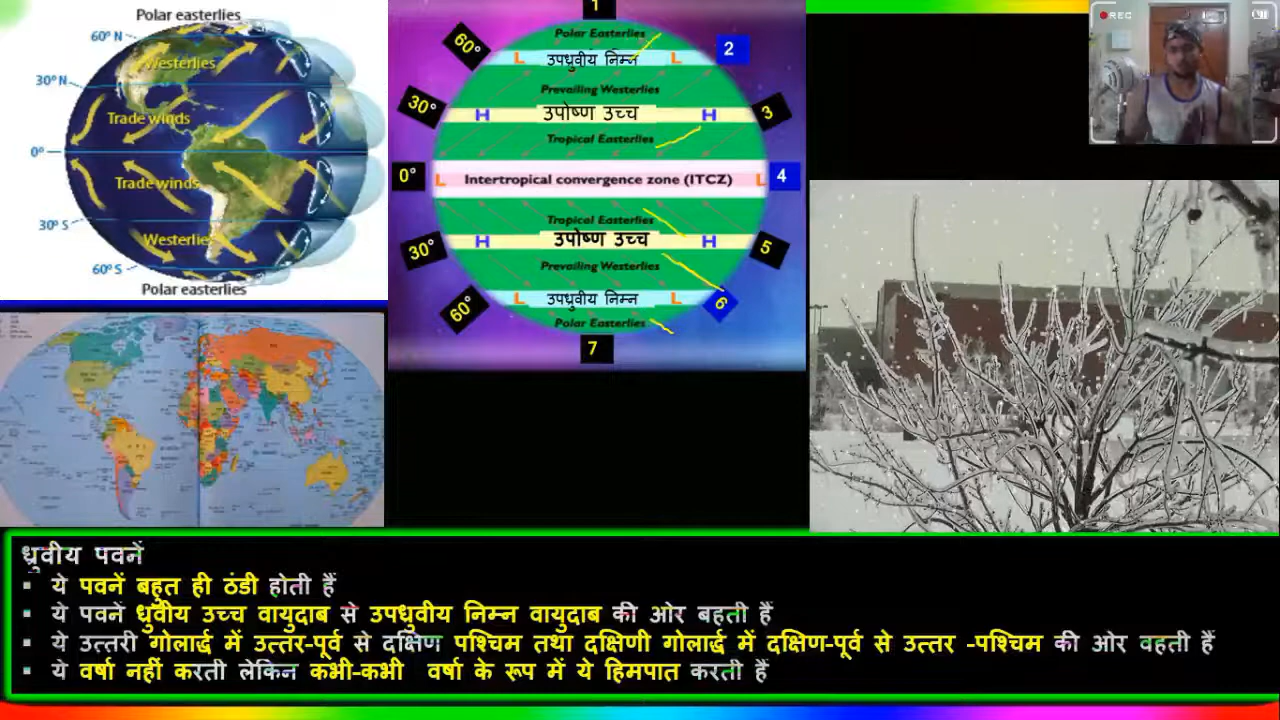 Polar easterlies
60° N
Westerlies
30° N
Trade winds
0°
Trade winds
30° S
Westerlie
60° S
Polar easterlies
1
Polar Easterlies
60°
L उपध्रुवीय निम्न L
2
Prevailing Westerlies
30°
H उपोष्ण उच्च H
3
Tropical Easterlies
0°
L Intertropical convergence zone (ITCZ) L
4
Tropical Easterlies
30°
H उपोष्ण उच्च H
5
Prevailing Westerlies
60°
L उपध्रुवीय निम्न L
6
Polar Easterlies
7
REC
ध्रुवीय पवनें
▪ ये पवनें बहुत ही ठंडी होती हैं
▪ ये पवनें ध्रुवीय उच्च वायुदाब से उपध्रुवीय निम्न वायुदाब की ओर बहती हैं
▪ ये उत्तरी गोलार्द्ध में उत्तर-पूर्व से दक्षिण पश्चिम तथा दक्षिणी गोलार्द्ध में दक्षिण-पूर्व से उत्तर -पश्चिम की ओर वहती हैं
▪ ये वर्षा नहीं करती लेकिन कभी-कभी वर्षा के रूप में ये हिमपात करती हैं